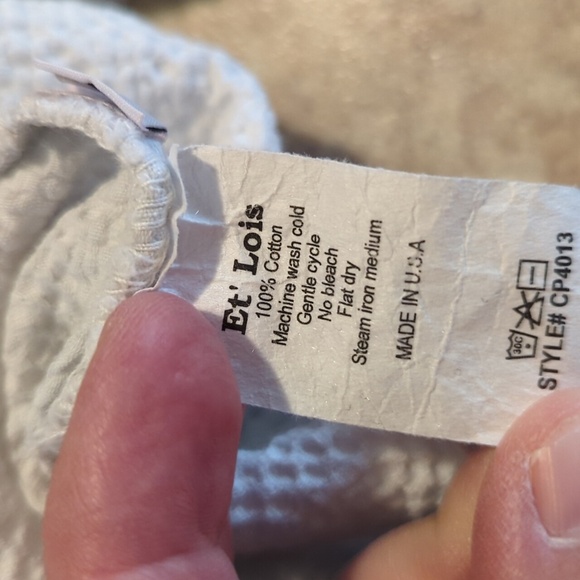 Et' Lois
100% Cotton
Machine wash cold
Gentle cycle
No bleach
Flat dry
Steam iron medium
MADE IN U.S.A
30C
STYLE# CP4013